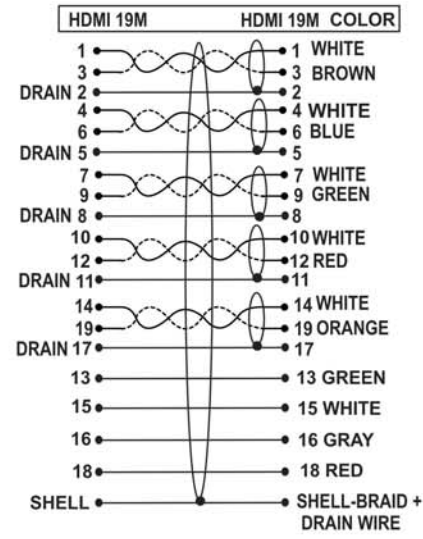 HDMI 19M HDMI 19M COLOR
1 1 WHITE
3 3 BROWN
DRAIN 2 2
4 4 WHITE
6 6 BLUE
DRAIN 5 5
7 7 WHITE
9 9 GREEN
DRAIN 8 8
10 10 WHITE
12 12 RED
DRAIN 11 11
14 14 WHITE
19 19 ORANGE
DRAIN 17 17
13 13 GREEN
15 15 WHITE
16 16 GRAY
18 18 RED
SHELL SHELL-BRAID +
DRAIN WIRE